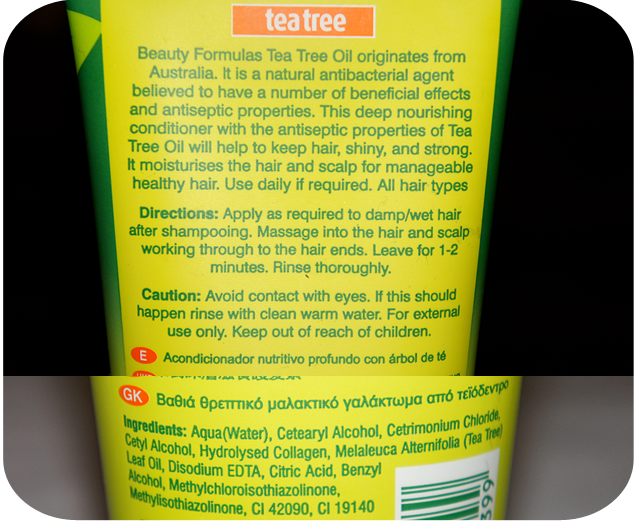 tea tree
Beauty Formulas Tea Tree Oil originates from
Australia. It is a natural antibacterial agent
believed to have a number of beneficial effects
and antiseptic properties. This deep nourishing
conditioner with the antiseptic properties of Tea
Tree Oil will help to keep hair, shiny, and strong.
It moisturises the hair and scalp for manageable
healthy hair. Use daily if required. All hair types
Directions: Apply as required to damp/wet hair
after shampooing. Massage into the hair and scalp
working through to the hair ends. Leave for 1-2
minutes. Rinse thoroughly.
Caution: Avoid contact with eyes. If this should
happen rinse with clean warm water. For external
use only. Keep out of reach of children.
E Acondicionador nutritivo profundo con árbol de té
GK Βαθιά θρεπτικό μαλακτικό γαλάκτωμα από τεϊόδεντρο
Ingredients: Aqua(Water), Cetearyl Alcohol, Cetrimonium Chloride,
Cetyl Alcohol, Hydrolysed Collagen, Melaleuca Alternifolia (Tea Tree)
Leaf Oil, Disodium EDTA, Citric Acid, Benzyl
Alcohol, Methylchloroisothiazolinone,
Methylisothiazolinone, CI 42090, CI 19140
399